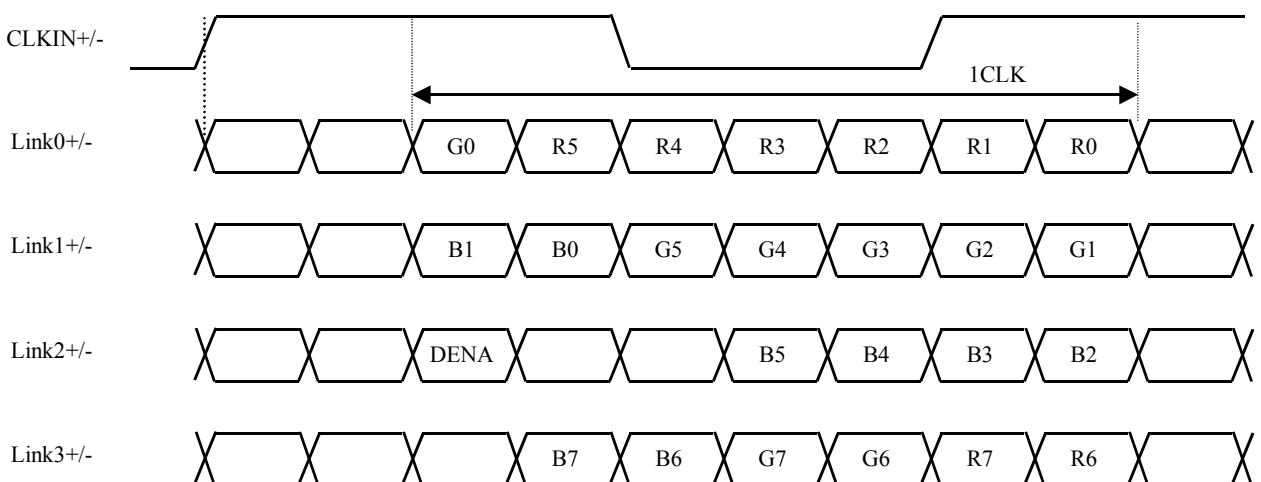 CLKIN+/-
1CLK
Link0+/- G0 R5 R4 R3 R2 R1 R0
Link1+/- B1 B0 G5 G4 G3 G2 G1
Link2+/- DENA B5 B4 B3 B2
Link3+/- B7 B6 G7 G6 R7 R6